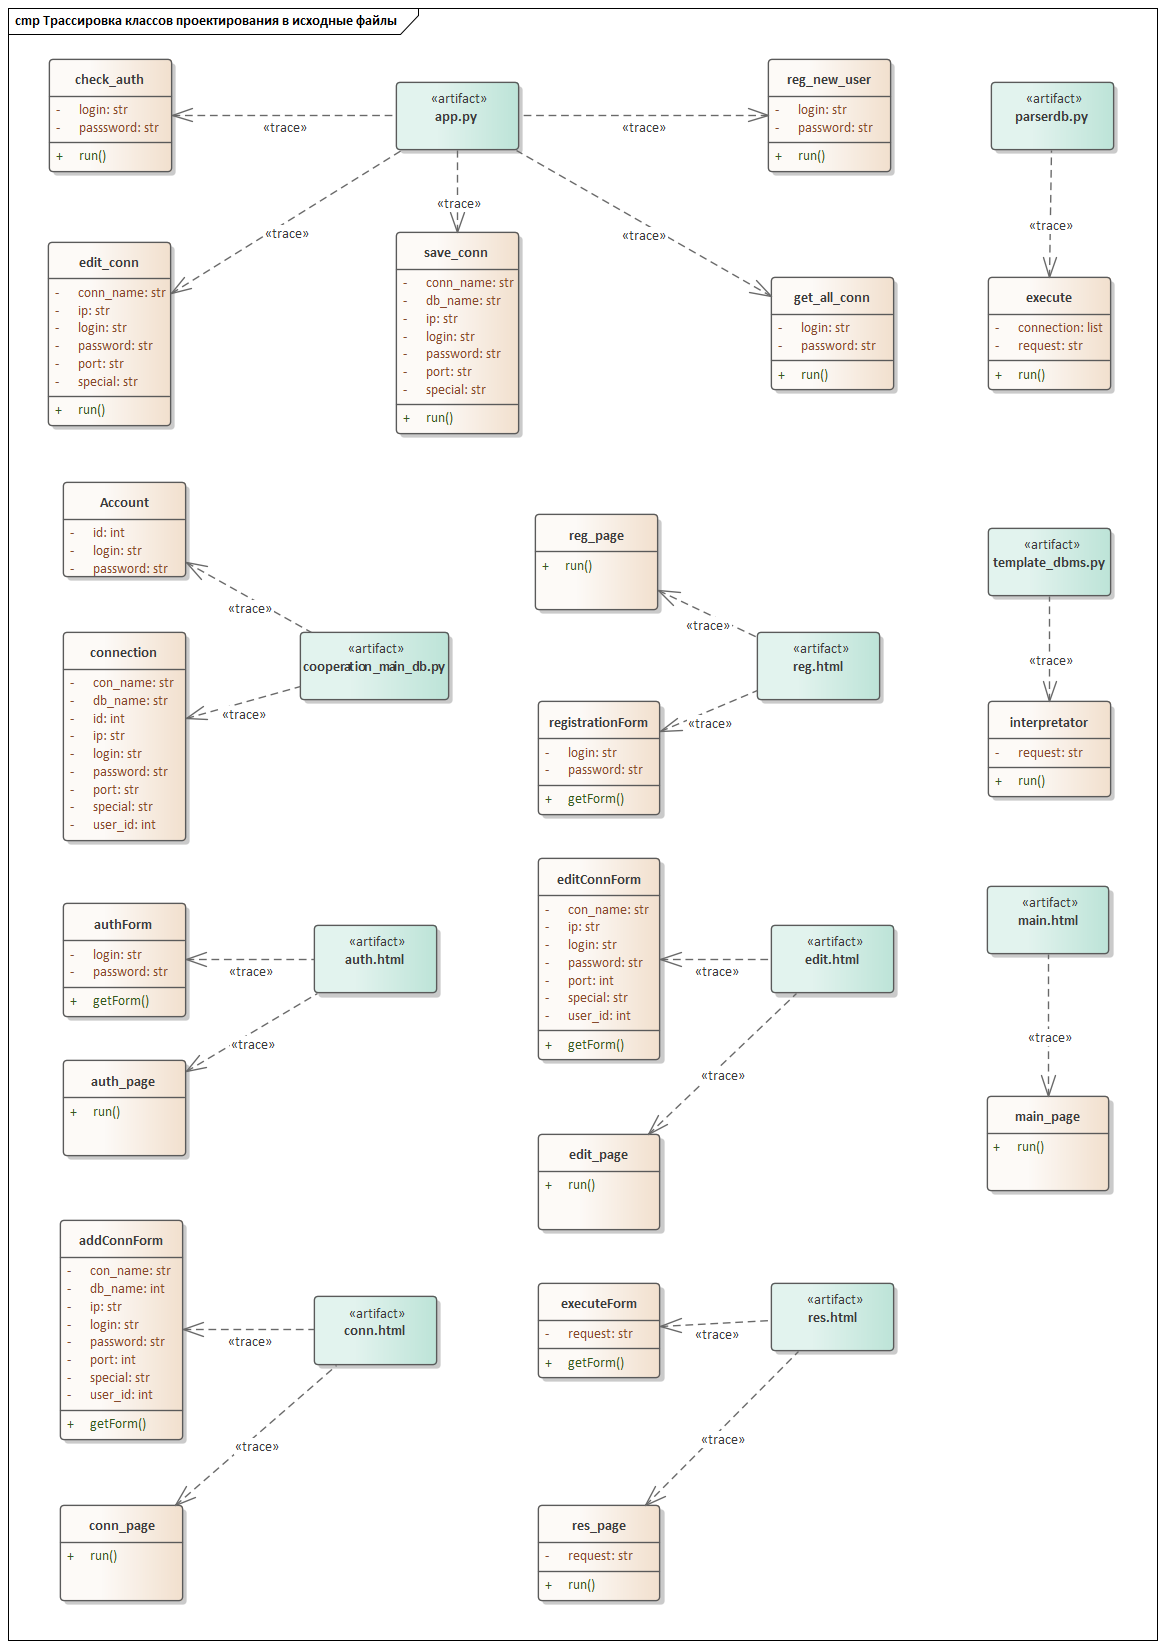 cmp Трассировка классов проектирования в исходные файлы
check_auth
- login: str
- passsword: str
+ run()
«artifact»
app.py
reg_new_user
- login: str
- password: str
+ run()
«artifact»
parserdb.py
«trace»
«trace»
«trace»
«trace»
«trace»
«trace»
edit_conn
- conn_name: str
- ip: str
- login: str
- password: str
- port: str
- special: str
+ run()
save_conn
- conn_name: str
- db_name: str
- ip: str
- login: str
- password: str
- port: str
- special: str
+ run()
get_all_conn
- login: str
- password: str
+ run()
execute
- connection: list
- request: str
+ run()
Account
- id: int
- login: str
- password: str
«trace»
«artifact»
cooperation_main_db.py
«trace»
connection
- con_name: str
- db_name: str
- id: int
- ip: str
- login: str
- password: str
- port: str
- special: str
- user_id: int
reg_page
+ run()
«trace»
«artifact»
reg.html
«trace»
registrationForm
- login: str
- password: str
+ getForm()
«artifact»
template_dbms.py
«trace»
interpretator
- request: str
+ run()
authForm
- login: str
- password: str
+ getForm()
«trace»
«artifact»
auth.html
«trace»
auth_page
+ run()
editConnForm
- con_name: str
- ip: str
- login: str
- password: str
- port: int
- special: str
- user_id: int
+ getForm()
«trace»
«artifact»
edit.html
«trace»
edit_page
+ run()
«artifact»
main.html
«trace»
main_page
+ run()
addConnForm
- con_name: str
- db_name: int
- ip: str
- login: str
- password: str
- port: int
- special: str
- user_id: int
+ getForm()
«trace»
«artifact»
conn.html
«trace»
conn_page
+ run()
executeForm
- request: str
+ getForm()
«trace»
«artifact»
res.html
«trace»
res_page
- request: str
+ run()